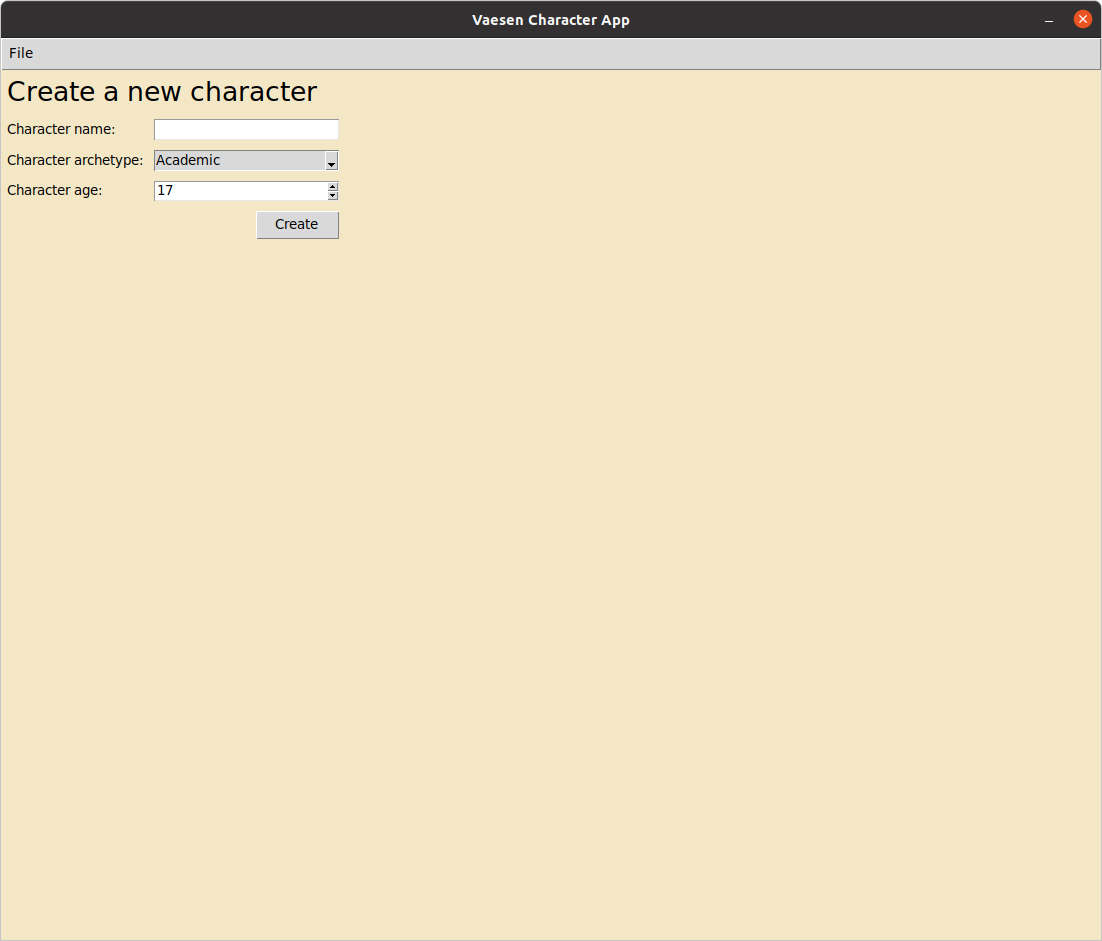 Vaesen Character App
File
Create a new character
Character name:
Character archetype: Academic
Character age: 17
Create